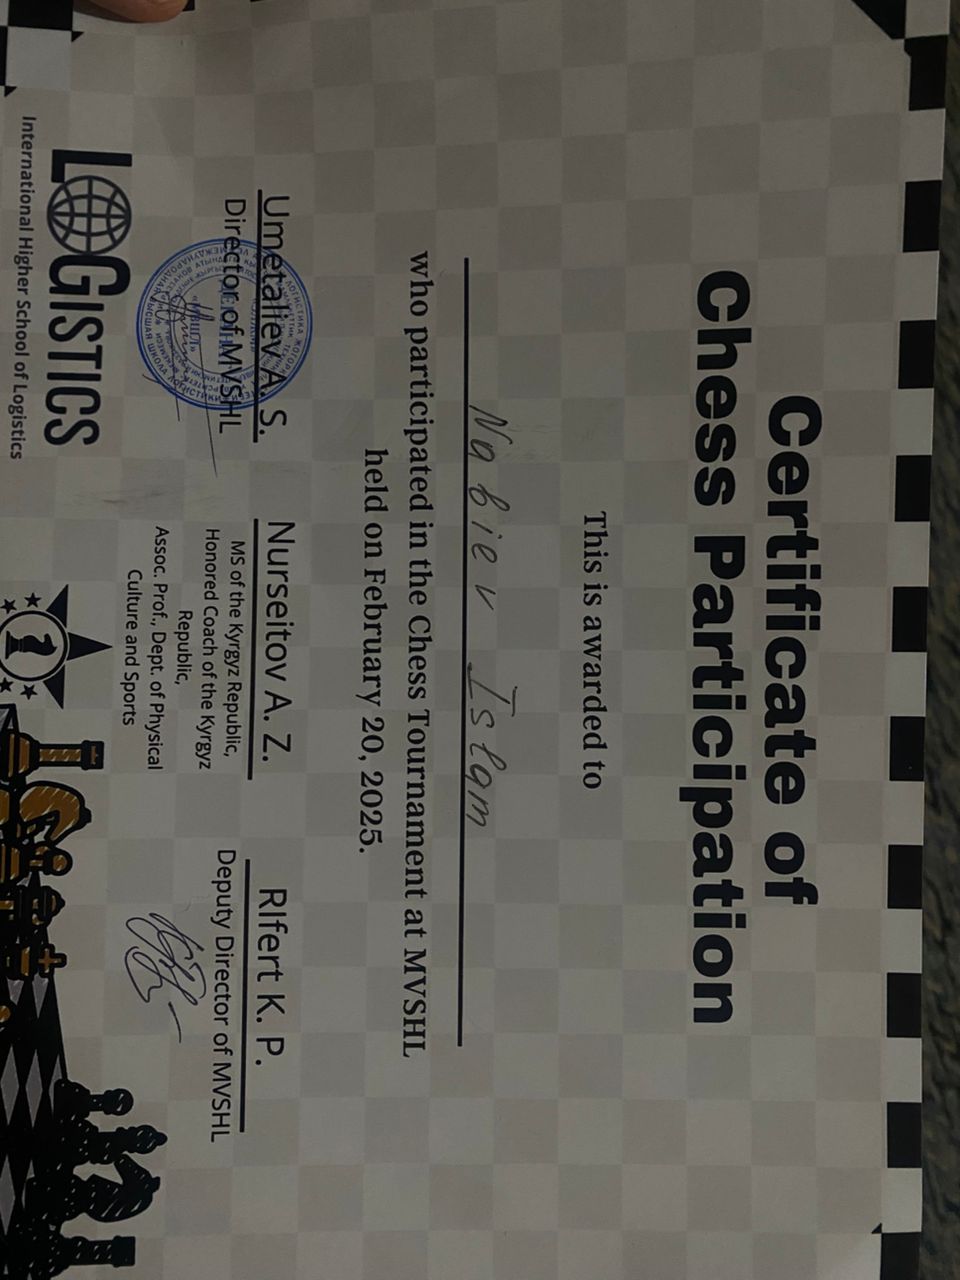 Certificate of
Chess Participation
This is awarded to
Nabiev Islam
who participated in the Chess Tournament at MVSHL
held on February 20, 2025.
Umetaliev A. S.
Director of MVSHL
Nurseitov A. Z.
MS of the Kyrgyz Republic,
Honored Coach of the Kyrgyz
Republic,
Assoc. Prof., Dept. of Physical
Culture and Sports
Rlfert K. P.
Deputy Director of MVSHL
LOGISTICS
International Higher School of Logistics